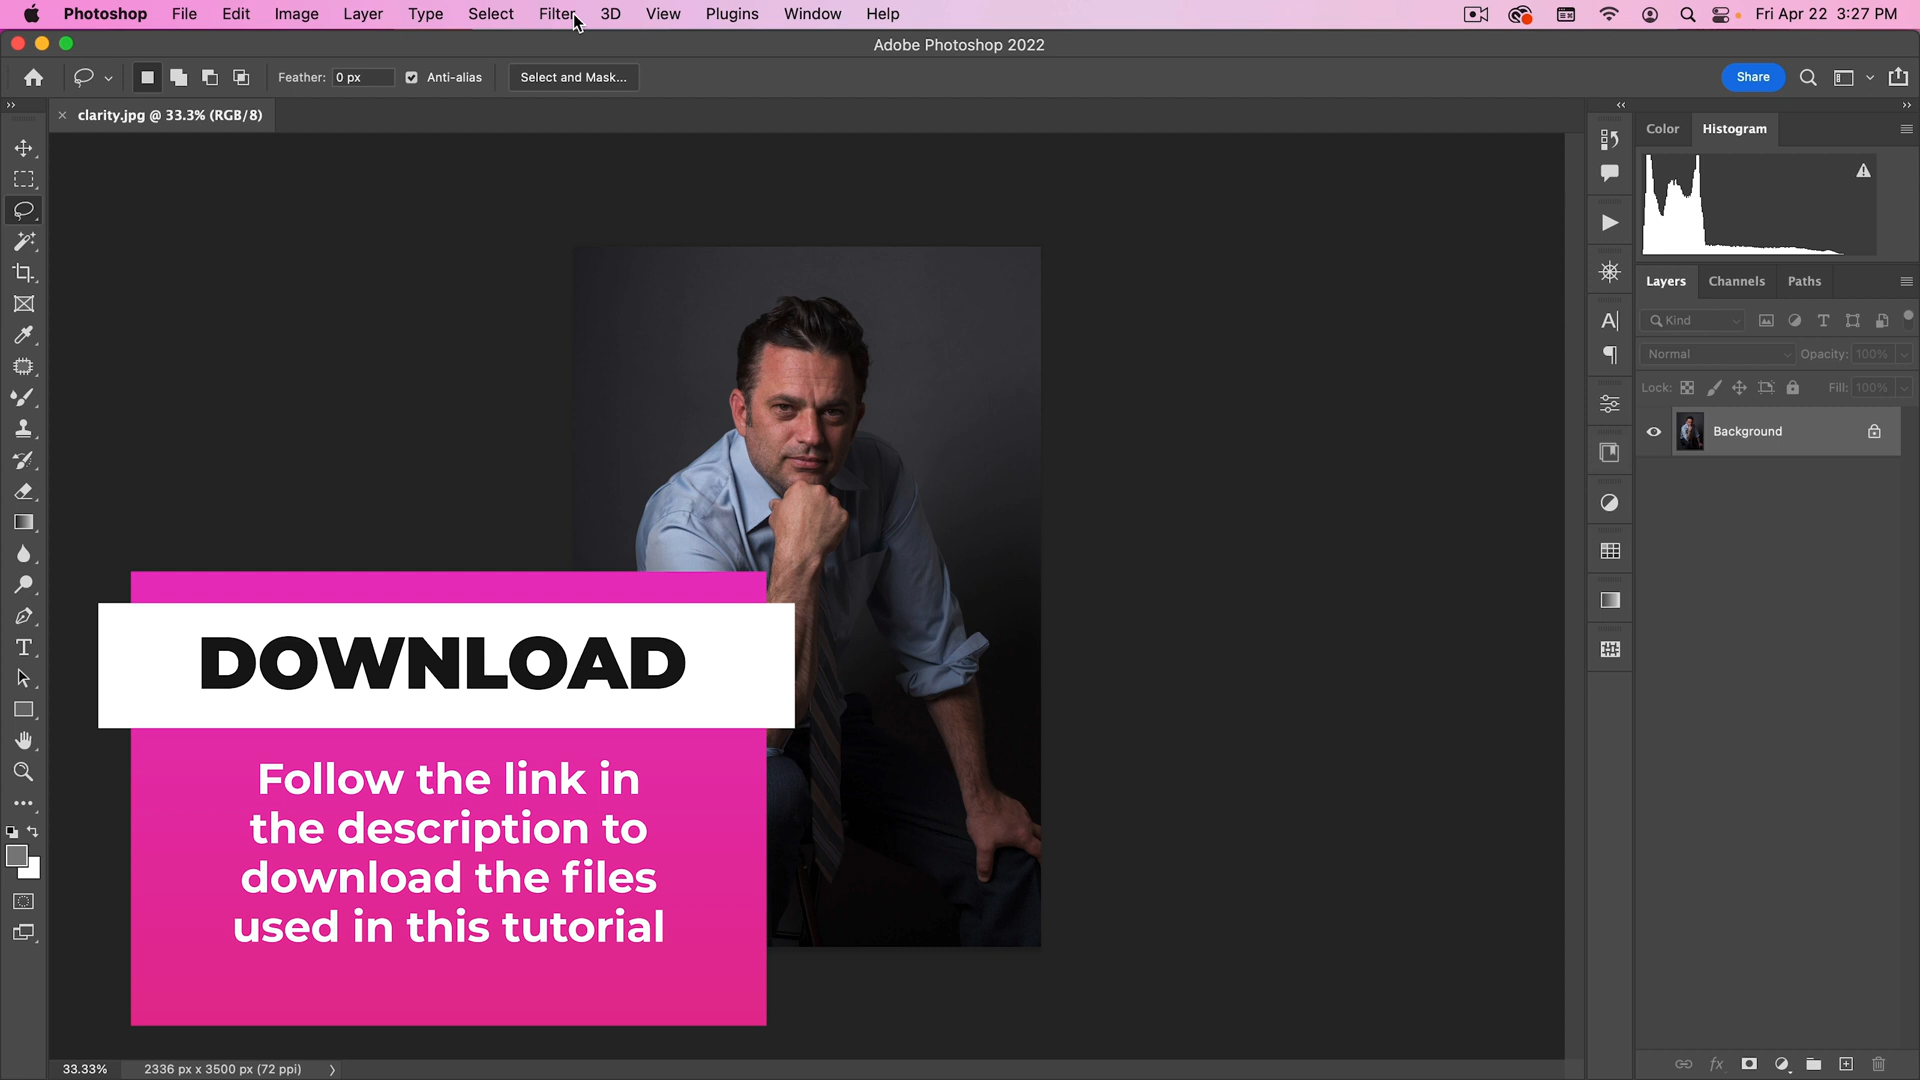 Photoshop File Edit Image Layer Type Select Filter 3D View Plugins Window Help Fri Apr 22 3:27 PM
Adobe Photoshop 2022
Feather: 0 px Anti-alias Select and Mask... Share
clarity.jpg @ 33.3% (RGB/8)
Color Histogram
Layers Channels Paths
Kind
Normal Opacity: 100%
Lock: Fill: 100%
Background
DOWNLOAD
Follow the link in
the description to
download the files
used in this tutorial
33.33% 2336 px x 3500 px (72 ppi)